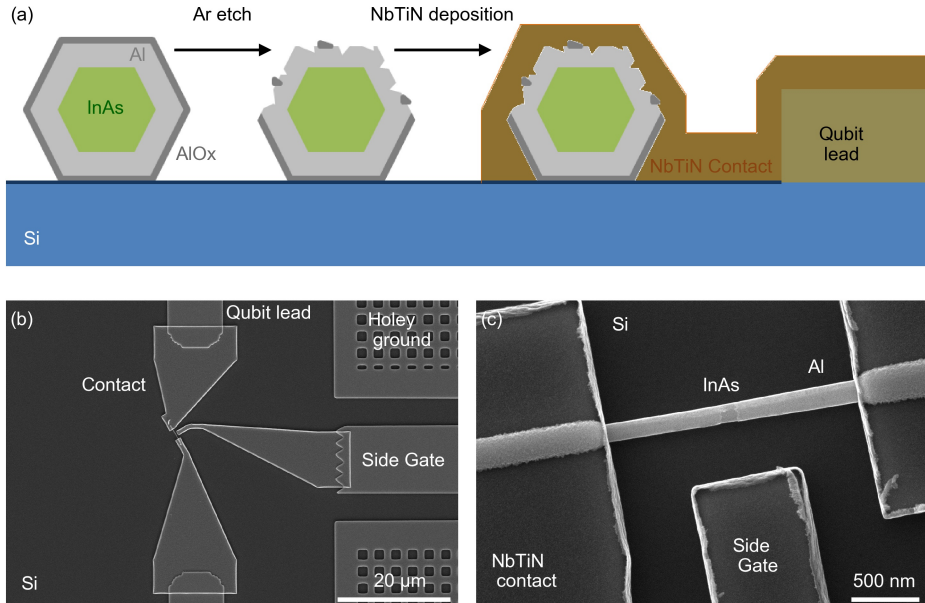 (a)
Ar etch
NbTiN deposition
Al
InAs
AlOx
Qubit
lead
NbTiN Contact
Si
(b)
Qubit lead
Holey
ground
Contact
Side Gate
Si
20 μm
(c)
Si
Al
InAs
NbTiN
contact
Side
Gate
500 nm